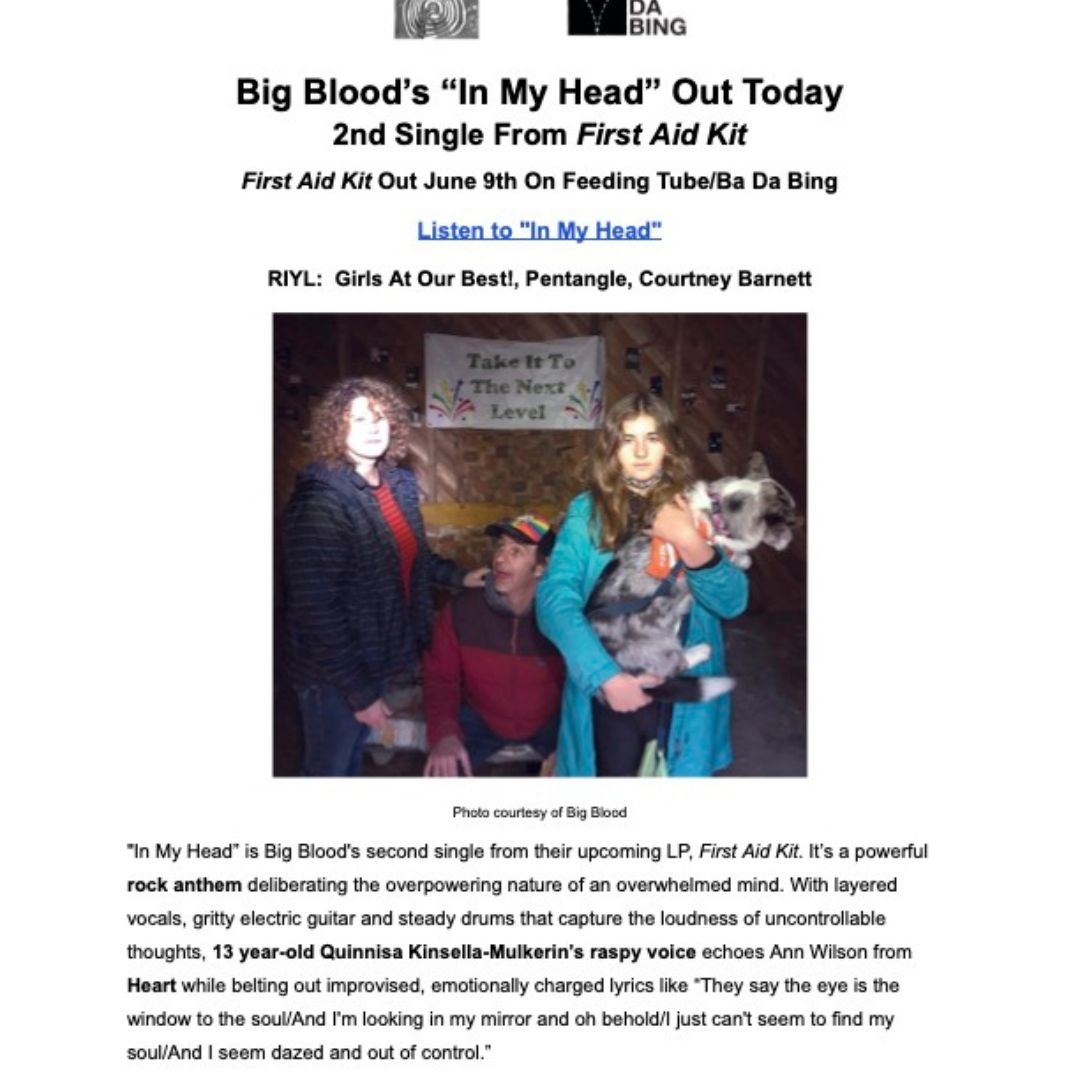 DA
BING
Big Blood’s “In My Head” Out Today
2nd Single From First Aid Kit
First Aid Kit Out June 9th On Feeding Tube/Ba Da Bing
Listen to "In My Head"
RIYL:  Girls At Our Best!, Pentangle, Courtney Barnett
Take It To
The Next
Level
Photo courtesy of Big Blood
"In My Head” is Big Blood's second single from their upcoming LP, First Aid Kit. It’s a powerful
rock anthem deliberating the overpowering nature of an overwhelmed mind. With layered
vocals, gritty electric guitar and steady drums that capture the loudness of uncontrollable
thoughts, 13 year-old Quinnisa Kinsella-Mulkerin's raspy voice echoes Ann Wilson from
Heart while belting out improvised, emotionally charged lyrics like “They say the eye is the
window to the soul/And I'm looking in my mirror and oh behold/I just can't seem to find my
soul/And I seem dazed and out of control.”